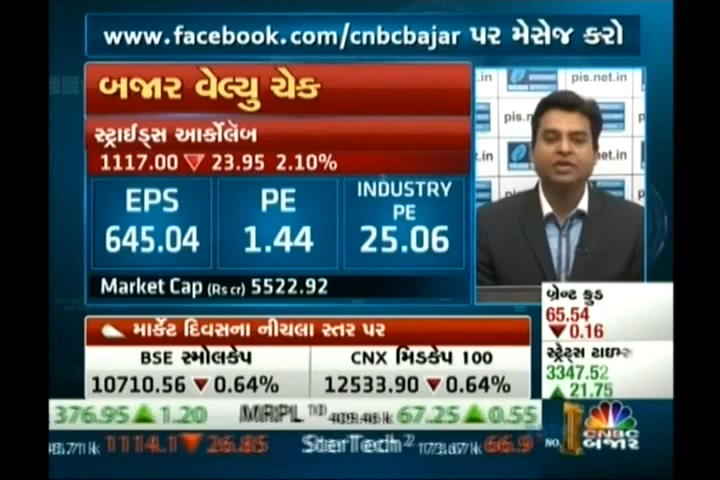 www.facebook.com/cnbcbajar પર મેસેજ કરો
બજાર વેલ્યુ ચેક
સ્ટ્રાઈડ્સ આર્કોલૅબ
1117.00 ▼ 23.95 2.10%
EPS
645.04
PE
1.44
INDUSTRY
PE
25.06
Market Cap (Rs cr) 5522.92
pis.net.in
માર્કેટ દિવસના નીચલા સ્તર પર
BSE સ્મોલકેપ
10710.56 ▼ 0.64%
CNX મિડકેપ 100
12533.90 ▼ 0.64%
બ્રેન્ટ ક્રુડ
65.54
▼ 0.16
સ્ટ્રેટ્સ ટાઇમ્સ
3347.52
▲ 21.75
376.95 ▲ 1.20 MRPL 67.25 ▲ 0.55
1114.1 ▼ 26.85 SterTech 66.9
NO.1 CNBC
બજાર